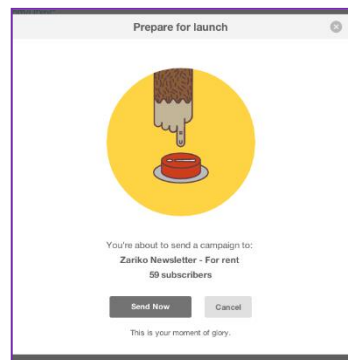 Prepare for launch
You're about to send a campaign to:
Zariko Newsletter - For rent
59 subscribers
Send Now Cancel
This is your moment of glory.